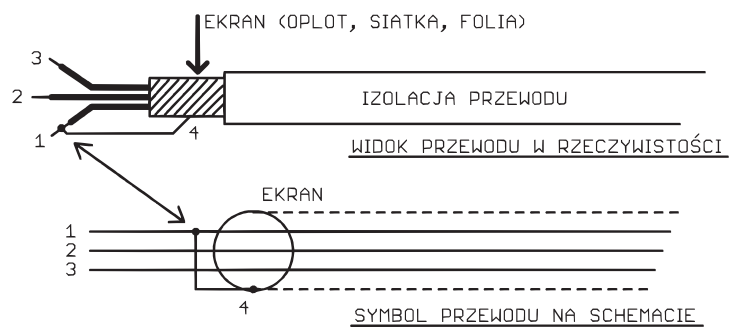 EKRAN (OPLOT, SIATKA, FOLIA)
3
2
1
4
IZOLACJA PRZEWODU
WIDOK PRZEWODU W RZECZYWISTOŚCI
EKRAN
1
2
3
4
SYMBOL PRZEWODU NA SCHEMACIE